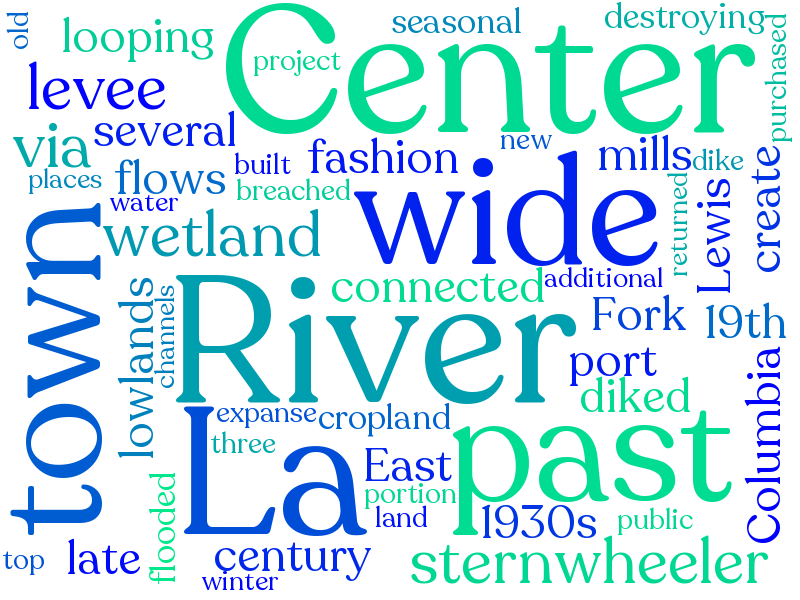 old
looping
project
Center
seasonal
destroying
purchased
levee
via
several
places
flows
built
fashion
new
mills
dike
water
breached
wetland
wide
returned
Lewis
create
town
lowlands
channels
River
connected
additional
Fork
19th
port
diked
Columbia
expanse
cropland
three
La
East
past
portion
land
1930s
public
flooded
top
late
century
winter
sternwheeler